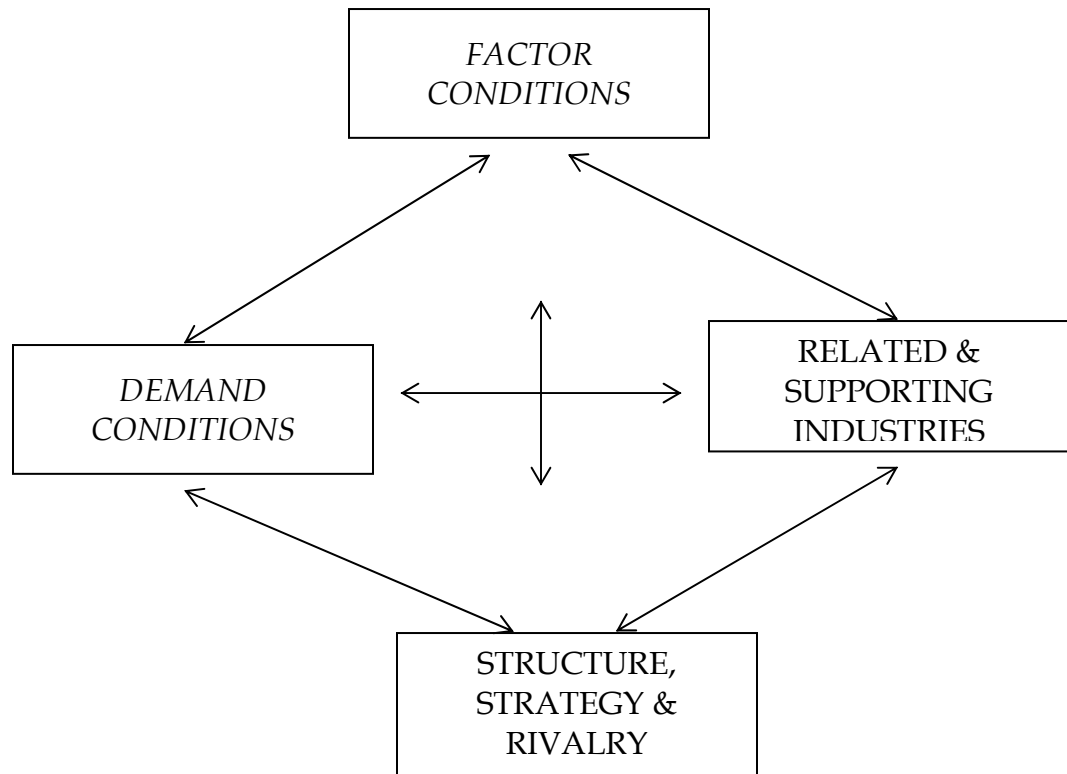 FACTOR
CONDITIONS
DEMAND
CONDITIONS
RELATED &
SUPPORTING
INDUSTRIES
STRUCTURE,
STRATEGY &
RIVALRY